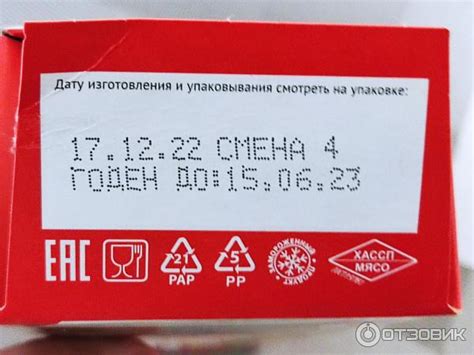 Дату изготовления и упаковывания смотреть на упаковке:
17.12.22 СМЕНА 4
ГОДЕН ДО:15.06.23
ЕАС
21
PAP
5
PP
ЗАМОРОЖЕННЫЙ
ПРОДУКТ
ХАССП
МЯСО
ОТЗОВИК